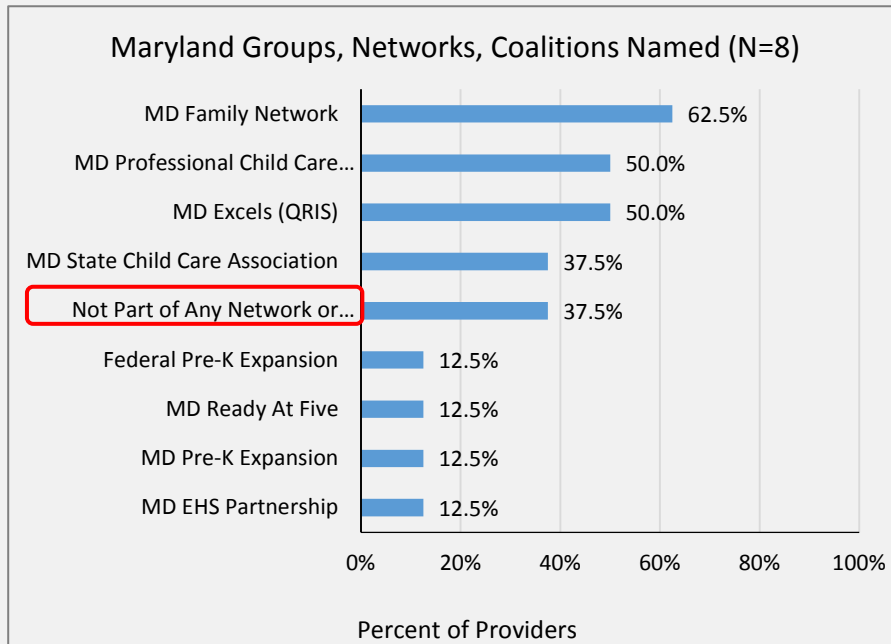 Maryland Groups, Networks, Coalitions Named (N=8)
MD Family Network 62.5%
MD Professional Child Care… 50.0%
MD Excels (QRIS) 50.0%
MD State Child Care Association 37.5%
Not Part of Any Network or… 37.5%
Federal Pre-K Expansion 12.5%
MD Ready At Five 12.5%
MD Pre-K Expansion 12.5%
MD EHS Partnership 12.5%
0% 20% 40% 60% 80% 100%
Percent of Providers